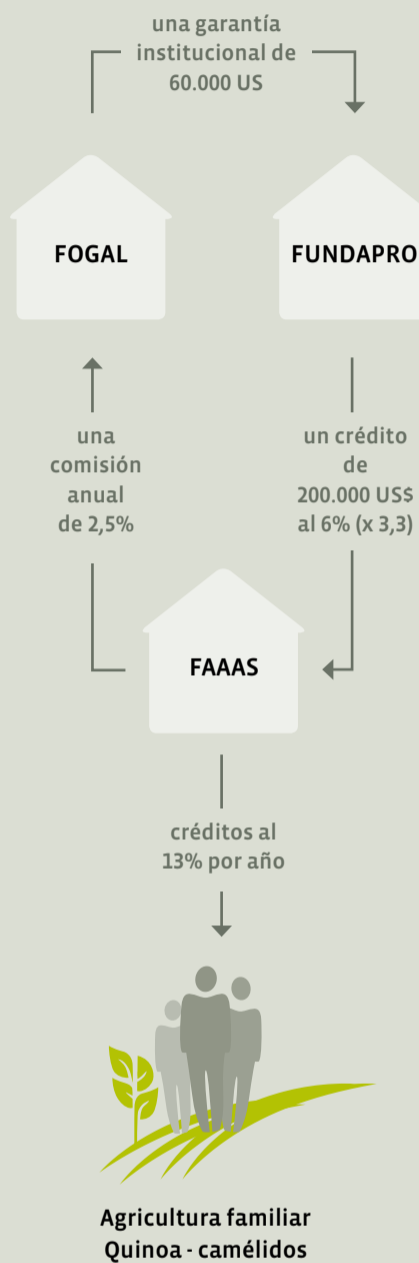 una garantía
institucional de
60.000 US
FOGAL
FUNDAPRO
una
comisión
anual
de 2,5%
un crédito
de
200.000 US$
al 6% (x 3,3)
FAAAS
créditos al
13% por año
Agricultura familiar
Quinoa - camélidos